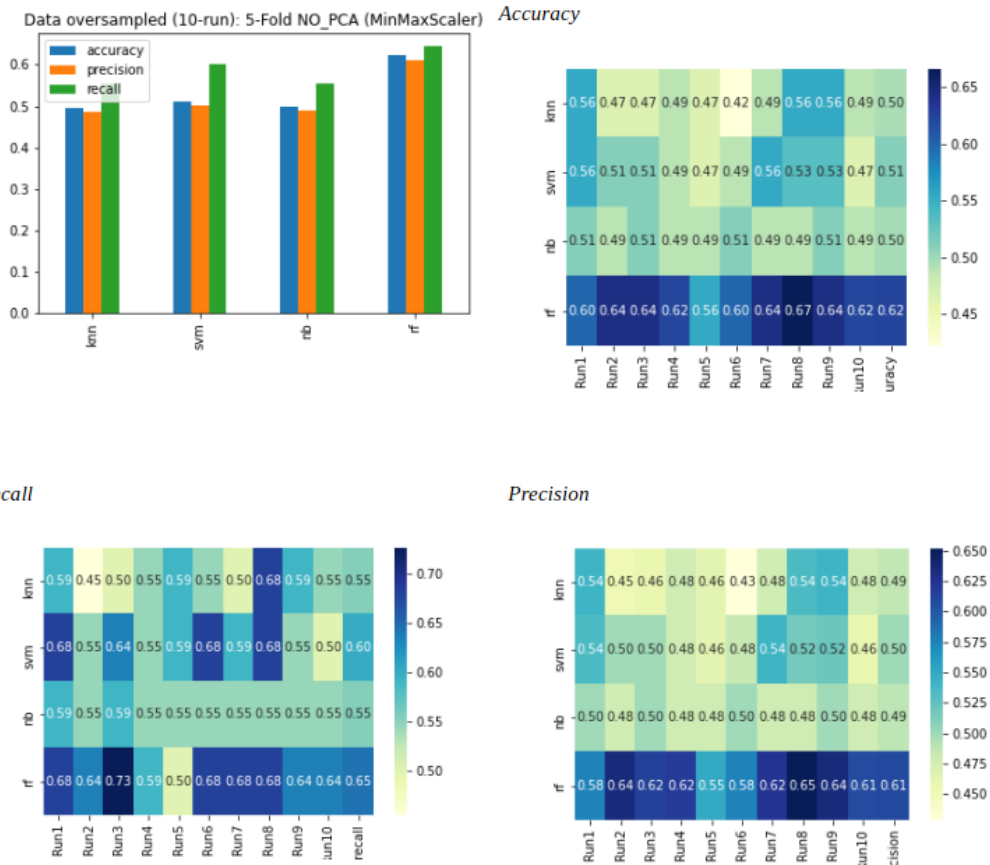 Data oversampled (10-run): 5-Fold NO_PCA (MinMaxScaler)
accuracy
precision
recall
0.6
0.5
0.4
0.3
0.2
0.1
0.0
knn
svm
nb
rf
Accuracy
knn 0.56 0.47 0.47 0.49 0.47 0.42 0.49 0.56 0.56 0.49 0.50
svm 0.56 0.51 0.51 0.49 0.47 0.49 0.56 0.53 0.53 0.47 0.51
nb 0.51 0.49 0.51 0.49 0.49 0.51 0.49 0.49 0.51 0.49 0.50
rf 0.60 0.64 0.64 0.62 0.56 0.60 0.64 0.67 0.64 0.62 0.62
Run1 Run2 Run3 Run4 Run5 Run6 Run7 Run8 Run9 un10 uracy
0.65
0.60
0.55
0.50
0.45
call
knn 0.59 0.45 0.50 0.55 0.59 0.55 0.50 0.68 0.59 0.55 0.55
svm 0.68 0.55 0.64 0.55 0.59 0.68 0.59 0.68 0.55 0.50 0.60
nb 0.59 0.55 0.59 0.55 0.55 0.55 0.55 0.55 0.55 0.55 0.55
rf 0.68 0.64 0.73 0.59 0.50 0.68 0.68 0.68 0.64 0.64 0.65
Run1 Run2 Run3 Run4 Run5 Run6 Run7 Run8 Run9 un10 recall
0.70
0.65
0.60
0.55
0.50
Precision
knn 0.54 0.45 0.46 0.48 0.46 0.43 0.48 0.54 0.54 0.48 0.49
svm 0.54 0.50 0.50 0.48 0.46 0.48 0.54 0.52 0.52 0.46 0.50
nb 0.50 0.48 0.50 0.48 0.48 0.50 0.48 0.48 0.50 0.48 0.49
rf 0.58 0.64 0.62 0.62 0.55 0.58 0.62 0.65 0.64 0.61 0.61
Run1 Run2 Run3 Run4 Run5 Run6 Run7 Run8 Run9 un10 cision
0.650
0.625
0.600
0.575
0.550
0.525
0.500
0.475
0.450